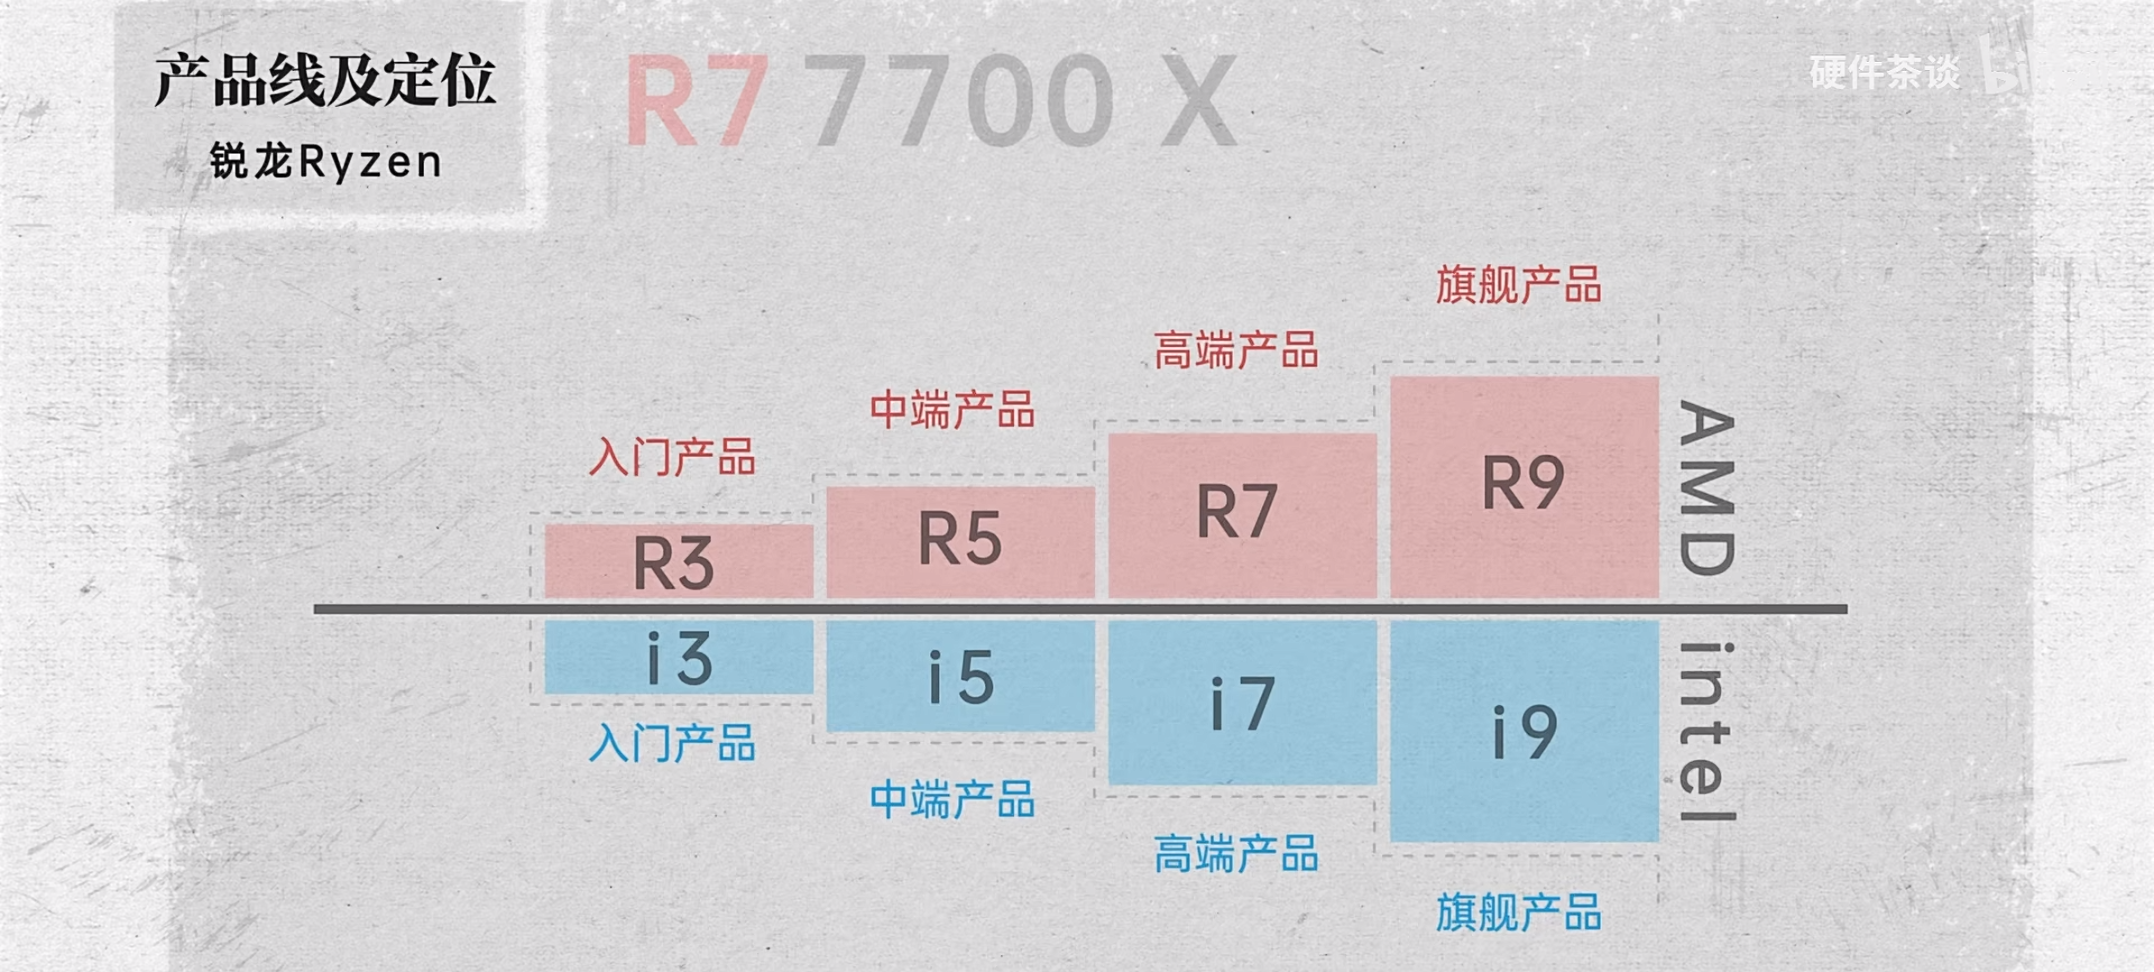 产品线及定位
锐龙Ryzen
R7 7700 X
硬件茶谈
旗舰产品
高端产品
中端产品
入门产品
R3
R5
R7
R9
AMD
i3
i5
i7
i9
intel
入门产品
中端产品
高端产品
旗舰产品